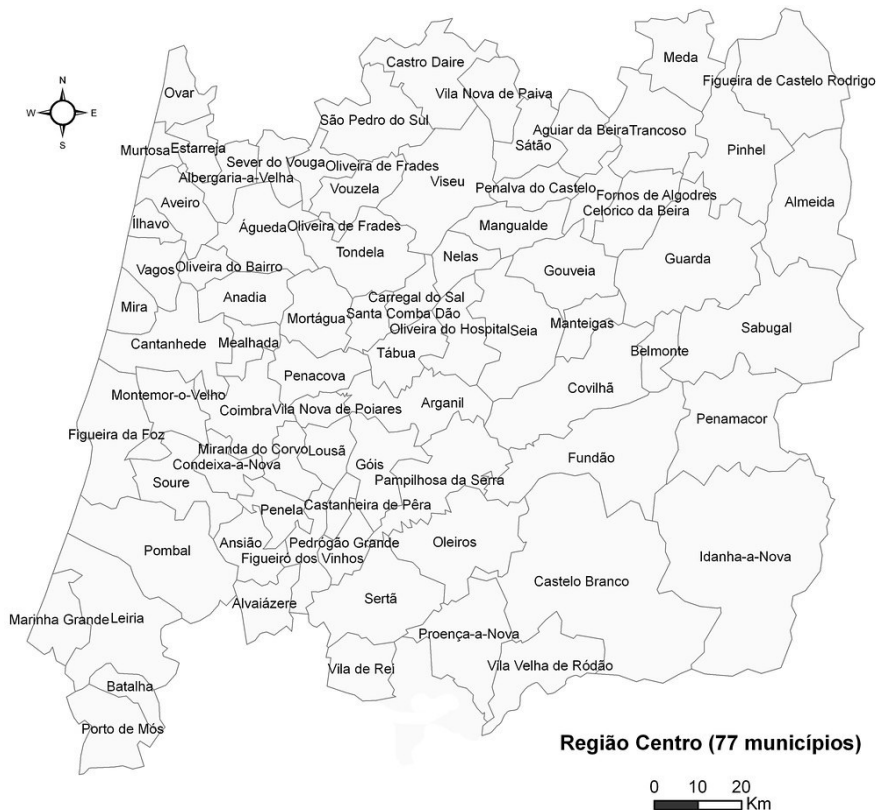 N
W E
S
Castro Daire
Meda
Figueira de Castelo Rodrigo
Ovar
Vila Nova de Paiva
São Pedro do Sul
Aguiar da Beira
Trancoso
Murtosa
Estarreja
Sátão
Pinhel
Sever do Vouga
Oliveira de Frades
Albergaria-a-Velha
Vouzela
Viseu
Penalva do Castelo
Fornos de Algodres
Almeida
Aveiro
Celorico da Beira
Ílhavo
Águeda
Oliveira de Frades
Mangualde
Tondela
Nelas
Guarda
Vagos
Oliveira do Bairro
Gouveia
Anadia
Carregal do Sal
Mira
Mortágua
Santa Comba Dão
Oliveira do Hospital
Seia
Manteigas
Sabugal
Cantanhede
Mealhada
Tábua
Belmonte
Penacova
Covilhã
Montemor-o-Velho
Coimbra
Vila Nova de Poiares
Arganil
Penamacor
Figueira da Foz
Miranda do Corvo
Lousã
Fundão
Condeixa-a-Nova
Góis
Soure
Pampilhosa da Serra
Penela
Castanheira de Pêra
Ansião
Pedrógão Grande
Oleiros
Pombal
Figueiró dos Vinhos
Idanha-a-Nova
Castelo Branco
Alvaiázere
Sertã
Marinha Grande
Leiria
Proença-a-Nova
Vila de Rei
Vila Velha de Ródão
Batalha
Porto de Mós
Região Centro (77 municípios)
0 10 20
Km